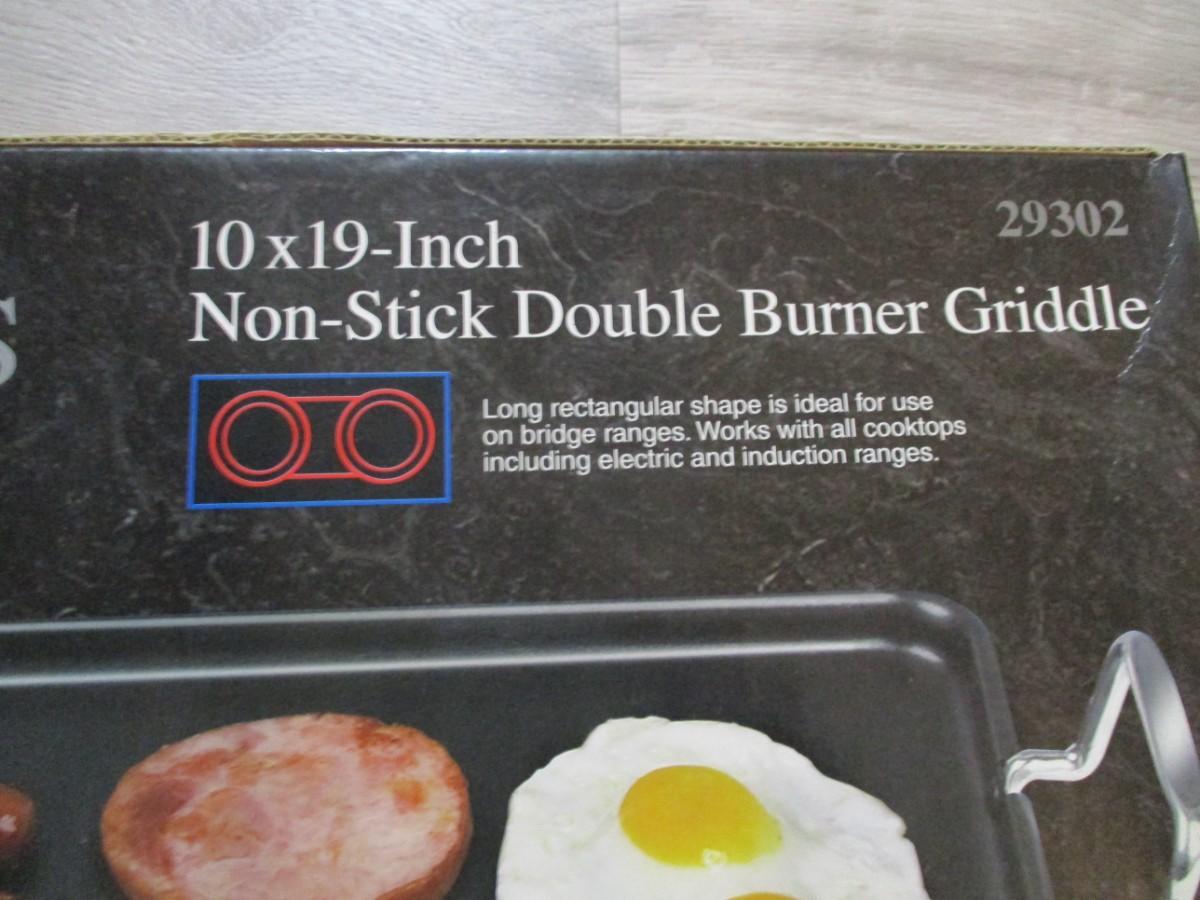 29302
10 x 19-Inch
Non-Stick Double Burner Griddle
Long rectangular shape is ideal for use
on bridge ranges. Works with all cooktops
including electric and induction ranges.